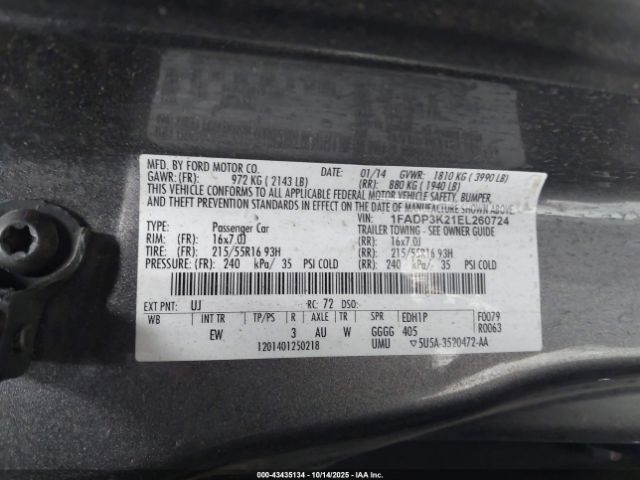 MFD. BY FORD MOTOR CO.
DATE: 01/14 GVWR: 1810 KG ( 3990 LB)
GAWR: (FR): 972 KG ( 2143 LB) (RR): 880 KG ( 1940 LB)
THIS VEHICLE CONFORMS TO ALL APPLICABLE FEDERAL MOTOR VEHICLE SAFETY, BUMPER,
AND THEFT PREVENTION STANDARDS IN EFFECT ON THE DATE OF MANUFACTURE SHOWN ABOVE.
VIN: 1FADP3K21EL260724
TYPE: Passenger Car TRAILER TOWING - SEE OWNER GUIDE
RIM: (FR): 16x7.0J (RR): 16x7.0J
TIRE: (FR): 215/55R16 93H (RR): 215/55R16 93H
PRESSURE: (FR): 240 kPa/ 35 PSI COLD (RR): 240 kPa/ 35 PSI COLD
EXT PNT: UJ RC: 72 DSO:
WB INT TR TP/PS R AXLE TR SPR EDH1P F0079
EW 3 AU W GGGG 405 R0063
1201401250218 UMU ▽5U5A-3520472-AA
000-43435134 - 10/14/2025 - IAAI.com